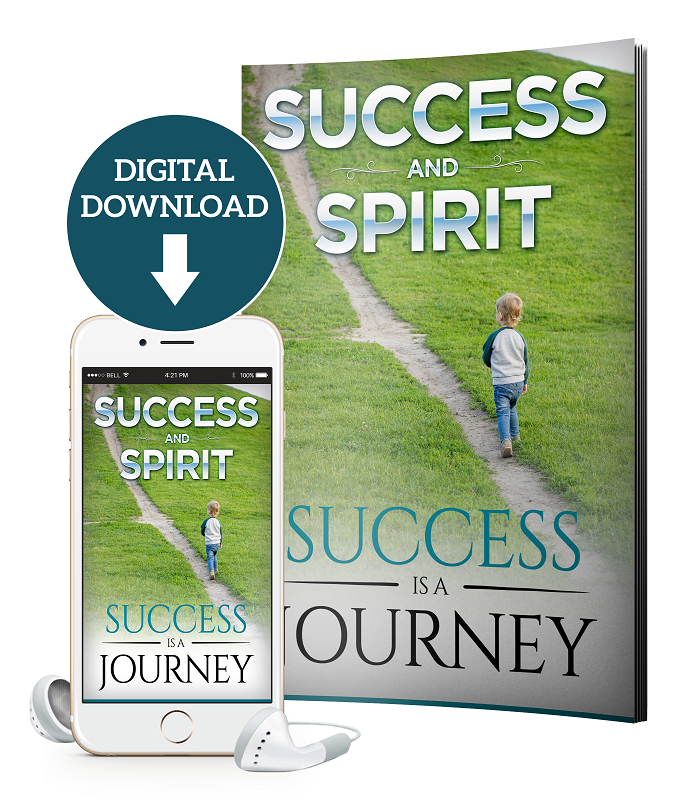 DIGITAL
DOWNLOAD
SUCCESS
AND
SPIRIT
SUCCESS
IS A
JOURNEY
BELL
4:21 PM
100%
SUCCESS
AND
SPIRIT
SUCCESS
IS A
JOURNEY